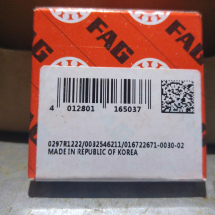 FAG
FAG
4 012801 165037
0297R1222/0032546211/016722671-0030-02
MADE IN REPUBLIC OF KOREA